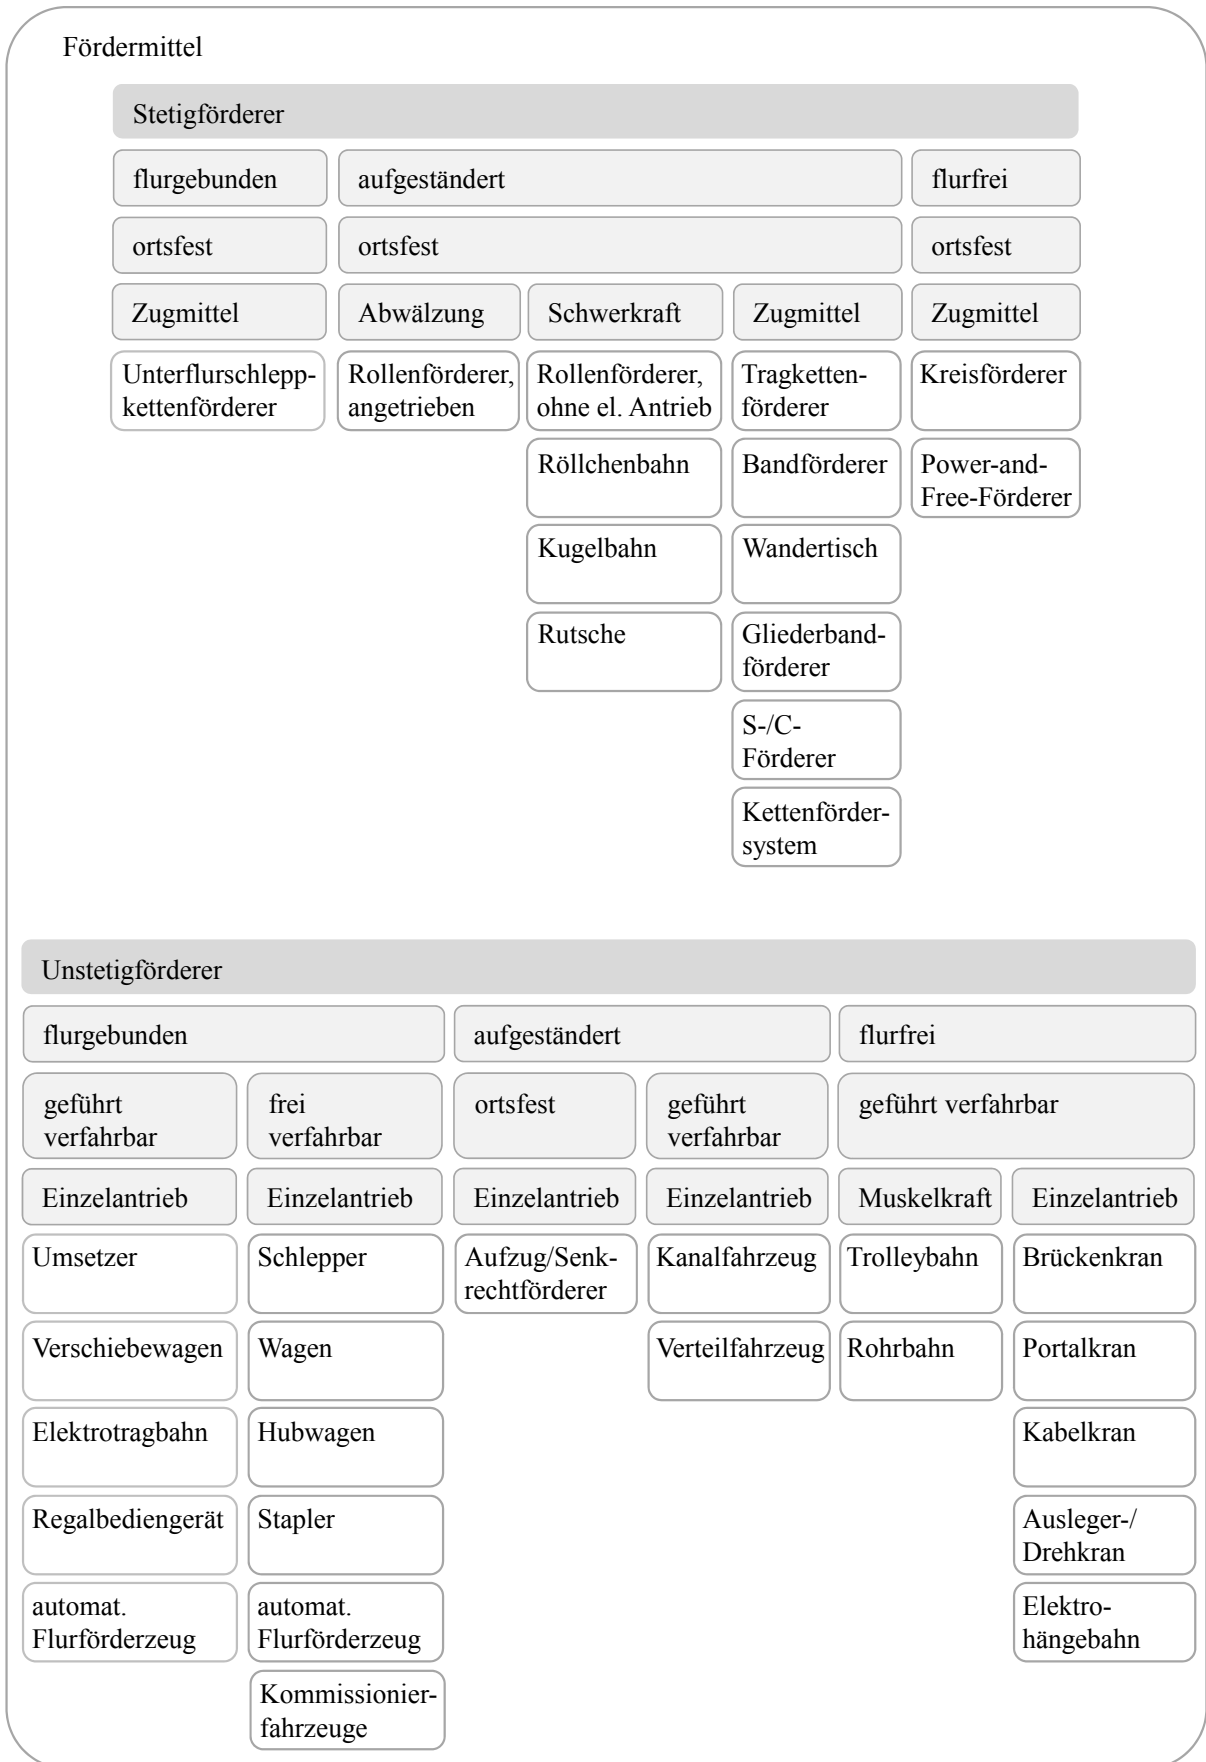 Fördermittel
Stetigförderer
flurgebunden
aufgeständert
flurfrei
ortsfest
ortsfest
ortsfest
Zugmittel
Abwälzung
Schwerkraft
Zugmittel
Zugmittel
Unterflurschlepp-
kettenförderer
Rollenförderer,
angetrieben
Rollenförderer,
ohne el. Antrieb
Tragketten-
förderer
Kreisförderer
Röllchenbahn
Bandförderer
Power-and-
Free-Förderer
Kugelbahn
Wandertisch
Rutsche
Gliederband-
förderer
S-/C-
Förderer
Kettenförder-
system
Unstetigförderer
flurgebunden
aufgeständert
flurfrei
geführt
verfahrbar
frei
verfahrbar
ortsfest
geführt
verfahrbar
geführt verfahrbar
Einzelantrieb
Einzelantrieb
Einzelantrieb
Einzelantrieb
Muskelkraft
Einzelantrieb
Umsetzer
Schlepper
Aufzug/Senk-
rechtförderer
Kanalfahrzeug
Trolleybahn
Brückenkran
Verschiebewagen
Wagen
Verteilfahrzeug
Rohrbahn
Portalkran
Elektrotragbahn
Hubwagen
Kabelkran
Regalbediengerät
Stapler
Ausleger-/
Drehkran
automat.
Flurförderzeug
automat.
Flurförderzeug
Elektro-
hängebahn
Kommissionier-
fahrzeuge